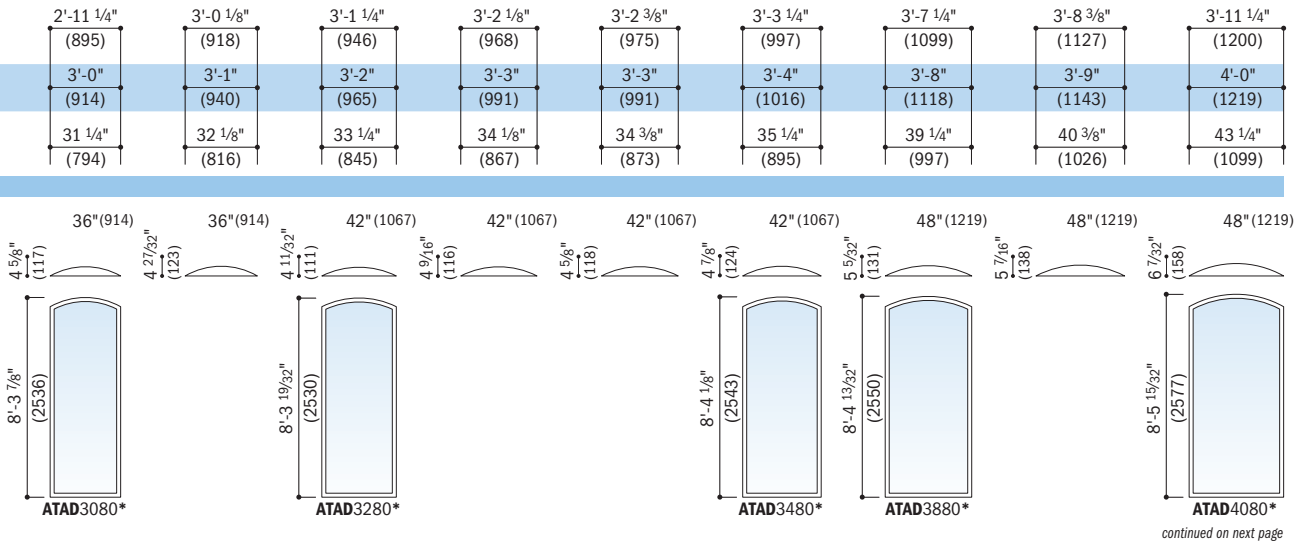 2'-11 1/4" 3'-0 1/8" 3'-1 1/4" 3'-2 1/8" 3'-2 3/8" 3'-3 1/4" 3'-7 1/4" 3'-8 3/8" 3'-11 1/4"
(895) (918) (946) (968) (975) (997) (1099) (1127) (1200)
3'-0" 3'-1" 3'-2" 3'-3" 3'-3" 3'-4" 3'-8" 3'-9" 4'-0"
(914) (940) (965) (991) (991) (1016) (1118) (1143) (1219)
31 1/4" 32 1/8" 33 1/4" 34 1/8" 34 3/8" 35 1/4" 39 1/4" 40 3/8" 43 1/4"
(794) (816) (845) (867) (873) (895) (997) (1026) (1099)
36" (914) 36" (914) 42" (1067) 42" (1067) 42" (1067) 42" (1067) 48" (1219) 48" (1219) 48" (1219)
4 5/8" 4 27/32" 4 11/32" 4 9/16" 4 5/8" 4 7/8" 5 5/32" 5 7/16" 6 7/32"
(117) (123) (111) (116) (118) (124) (131) (138) (158)
8'-3 7/8" 8'-3 19/32" 8'-4 1/8" 8'-4 13/32" 8'-5 15/32"
(2536) (2530) (2543) (2550) (2577)
ATAD3080* ATAD3280* ATAD3480* ATAD3880* ATAD4080*
continued on next page